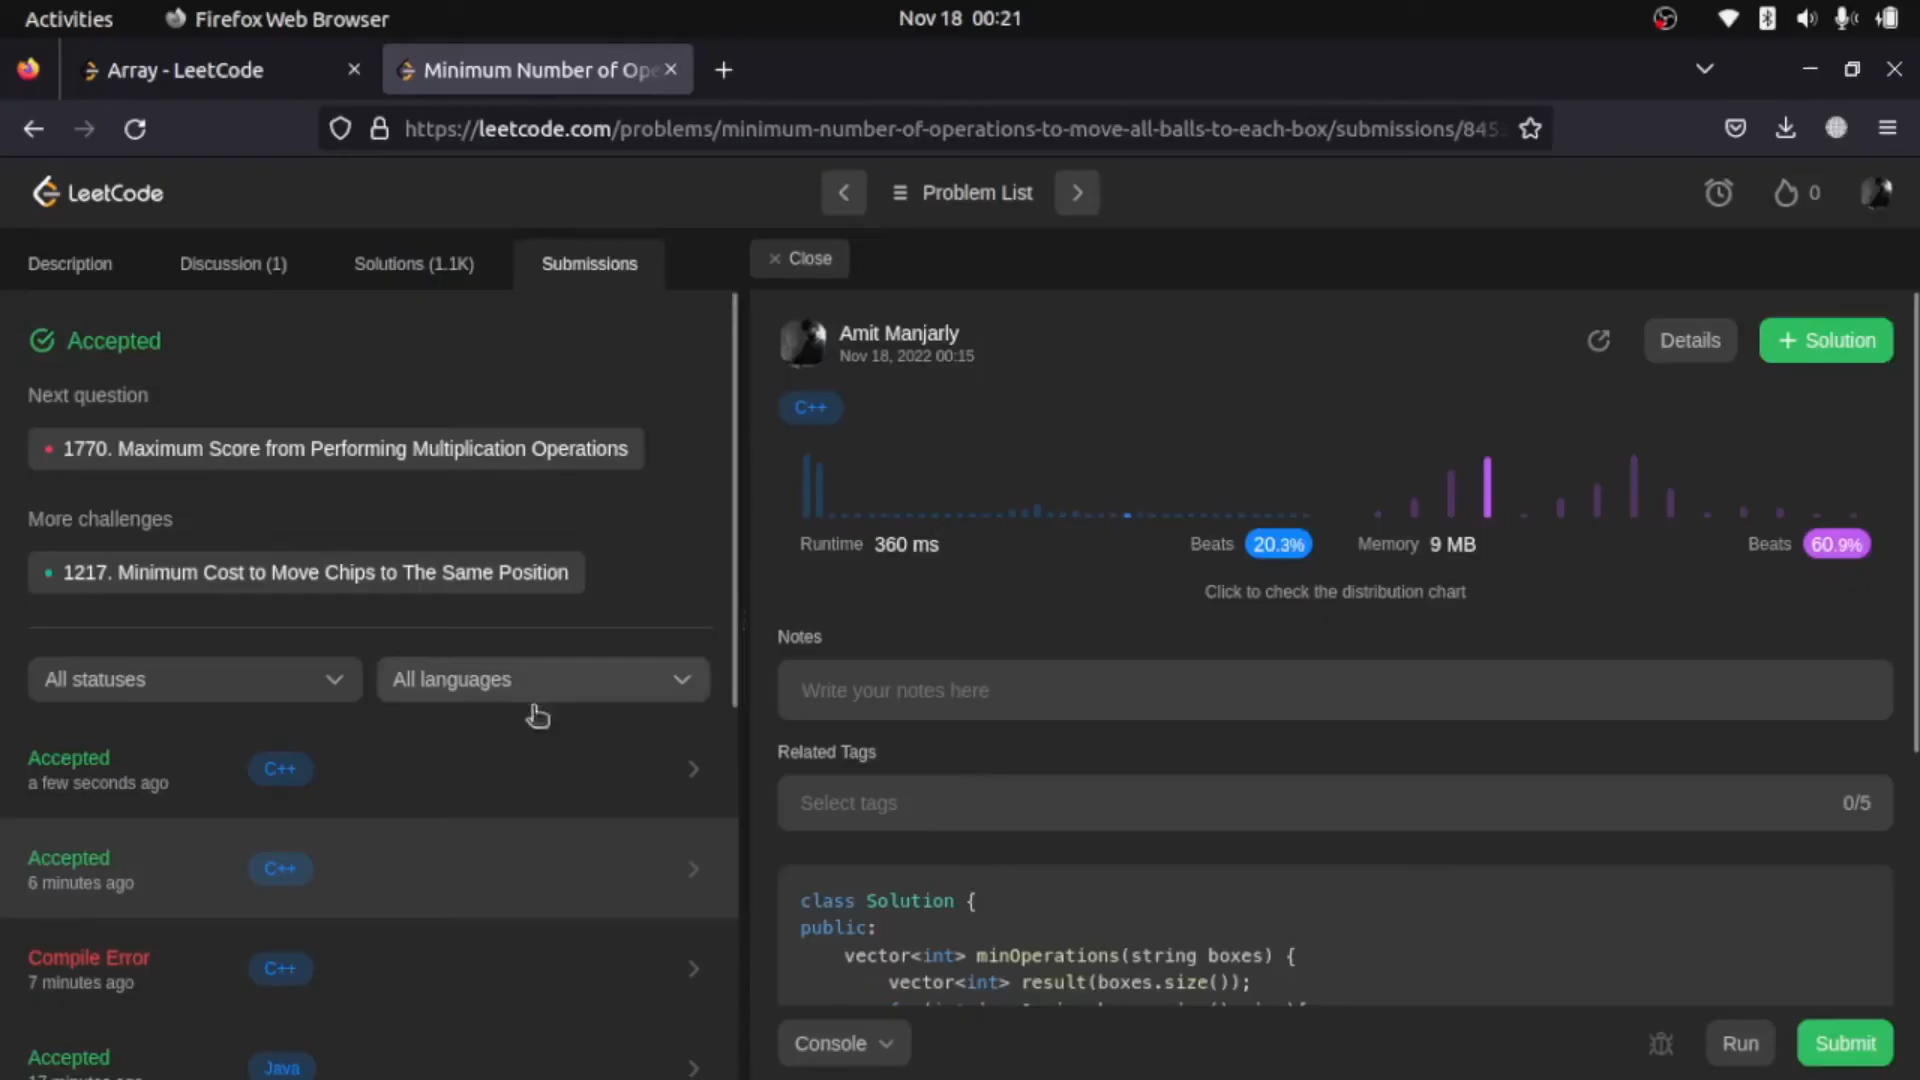 Activities
Firefox Web Browser
Nov 18 00:21
Array - LeetCode
Minimum Number of Ope
https://leetcode.com/problems/minimum-number-of-operations-to-move-all-balls-to-each-box/submissions/845
LeetCode
Problem List
0
Description
Discussion (1)
Solutions (1.1K)
Submissions
Close
Accepted
Next question
1770. Maximum Score from Performing Multiplication Operations
More challenges
1217. Minimum Cost to Move Chips to The Same Position
All statuses
All languages
Accepted
a few seconds ago
C++
Accepted
6 minutes ago
C++
Compile Error
7 minutes ago
C++
Accepted
Java
Amit Manjarly
Nov 18, 2022 00:15
Details
+ Solution
C++
Runtime 360 ms
Beats 20.3%
Memory 9 MB
Beats 60.9%
Click to check the distribution chart
Notes
Write your notes here
Related Tags
Select tags
0/5
class Solution {
public:
vector<int> minOperations(string boxes) {
vector<int> result(boxes.size());
Console
Run
Submit